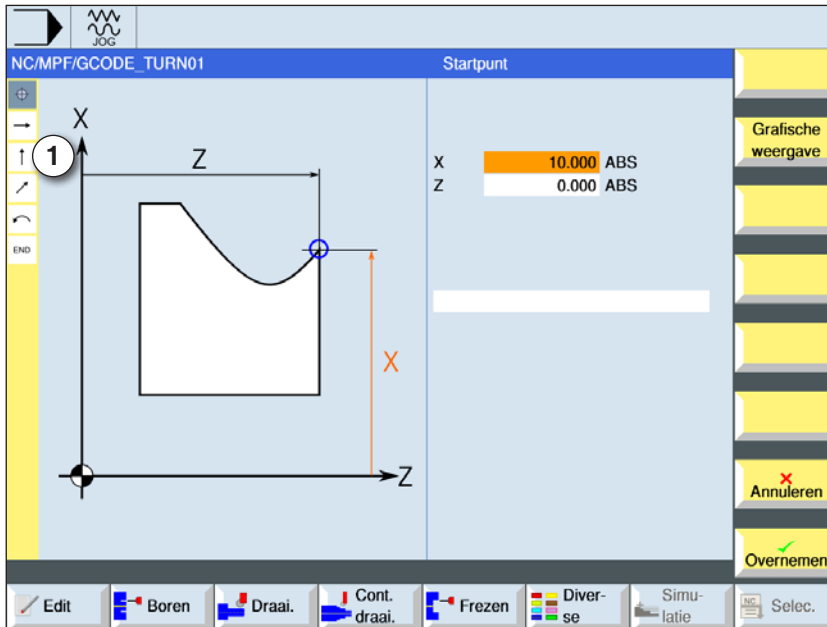 JOG
NC/MPF/GCODE_TURN01
Startpunt
X
1
Z
X
Z
END
X 10.000 ABS
Z 0.000 ABS
Grafische
weergave
Annuleren
Overnemen
Edit
Boren
Draai.
Cont.
draai.
Frezen
Diver-
se
Simu-
latie
NC
Selec.